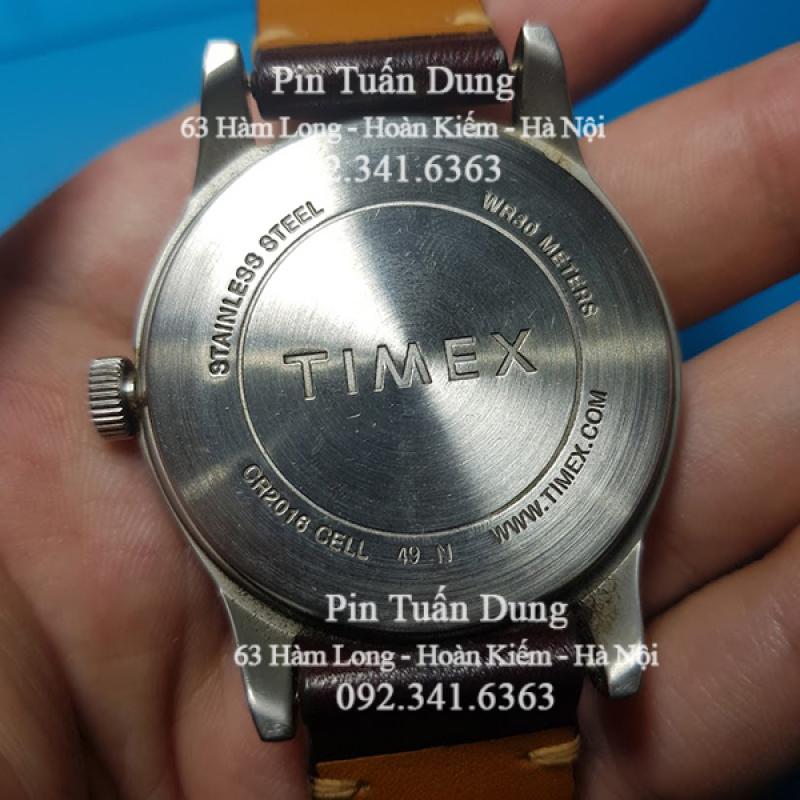 Pin Tuấn Dung
63 Hàm Long - Hoàn Kiếm - Hà Nội
092.341.6363
STAINLESS STEEL
WR30 METERS
TIMEX
CR2016 CELL 49 N
WWW.TIMEX.COM
Pin Tuấn Dung
63 Hàm Long - Hoàn Kiếm - Hà Nội
092.341.6363